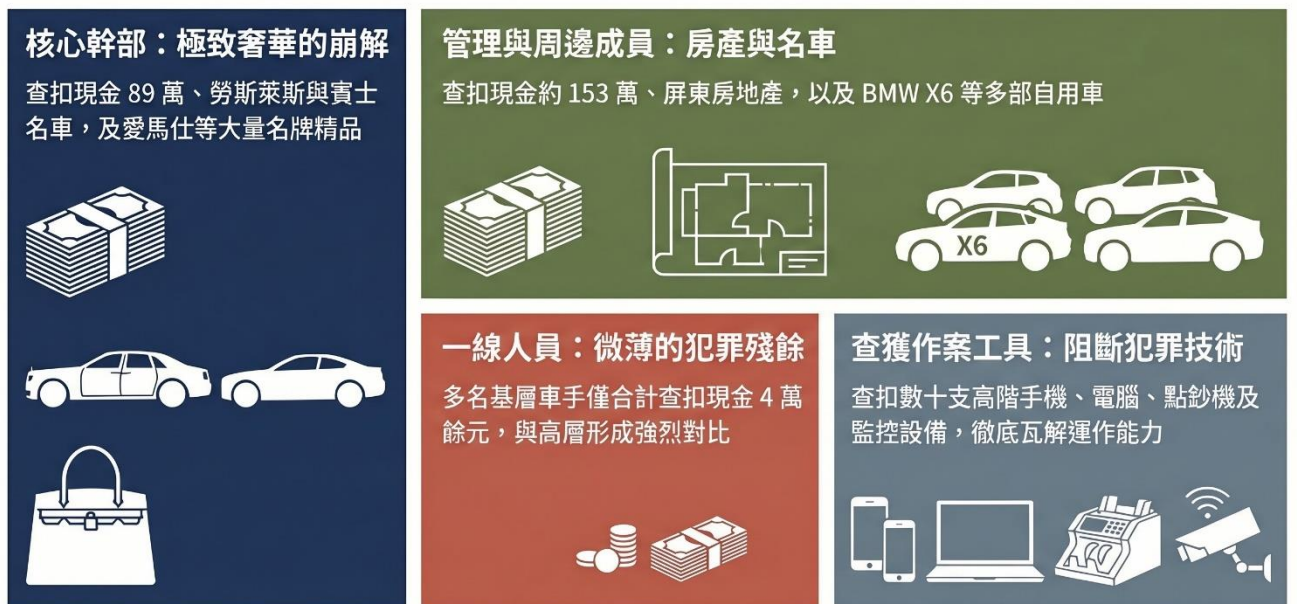 核心幹部：極致奢華的崩解
查扣現金 89 萬、勞斯萊斯與賓士
名車，及愛馬仕等大量名牌精品
管理與周邊成員：房產與名車
查扣現金約 153 萬、屏東房地產，以及 BMW X6 等多部自用車
X6
一線人員：微薄的犯罪殘餘
多名基層車手僅合計查扣現金 4 萬
餘元，與高層形成強烈對比
查獲作案工具：阻斷犯罪技術
查扣數十支高階手機、電腦、點鈔機及
監控設備，徹底瓦解運作能力